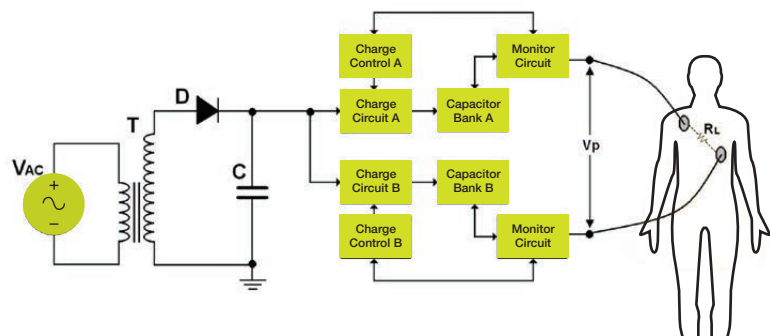 VAC
+
−
T
D
C
Charge
Control A
Charge
Circuit A
Capacitor
Bank A
Monitor
Circuit
Charge
Circuit B
Capacitor
Bank B
Charge
Control B
Monitor
Circuit
Vp
RL